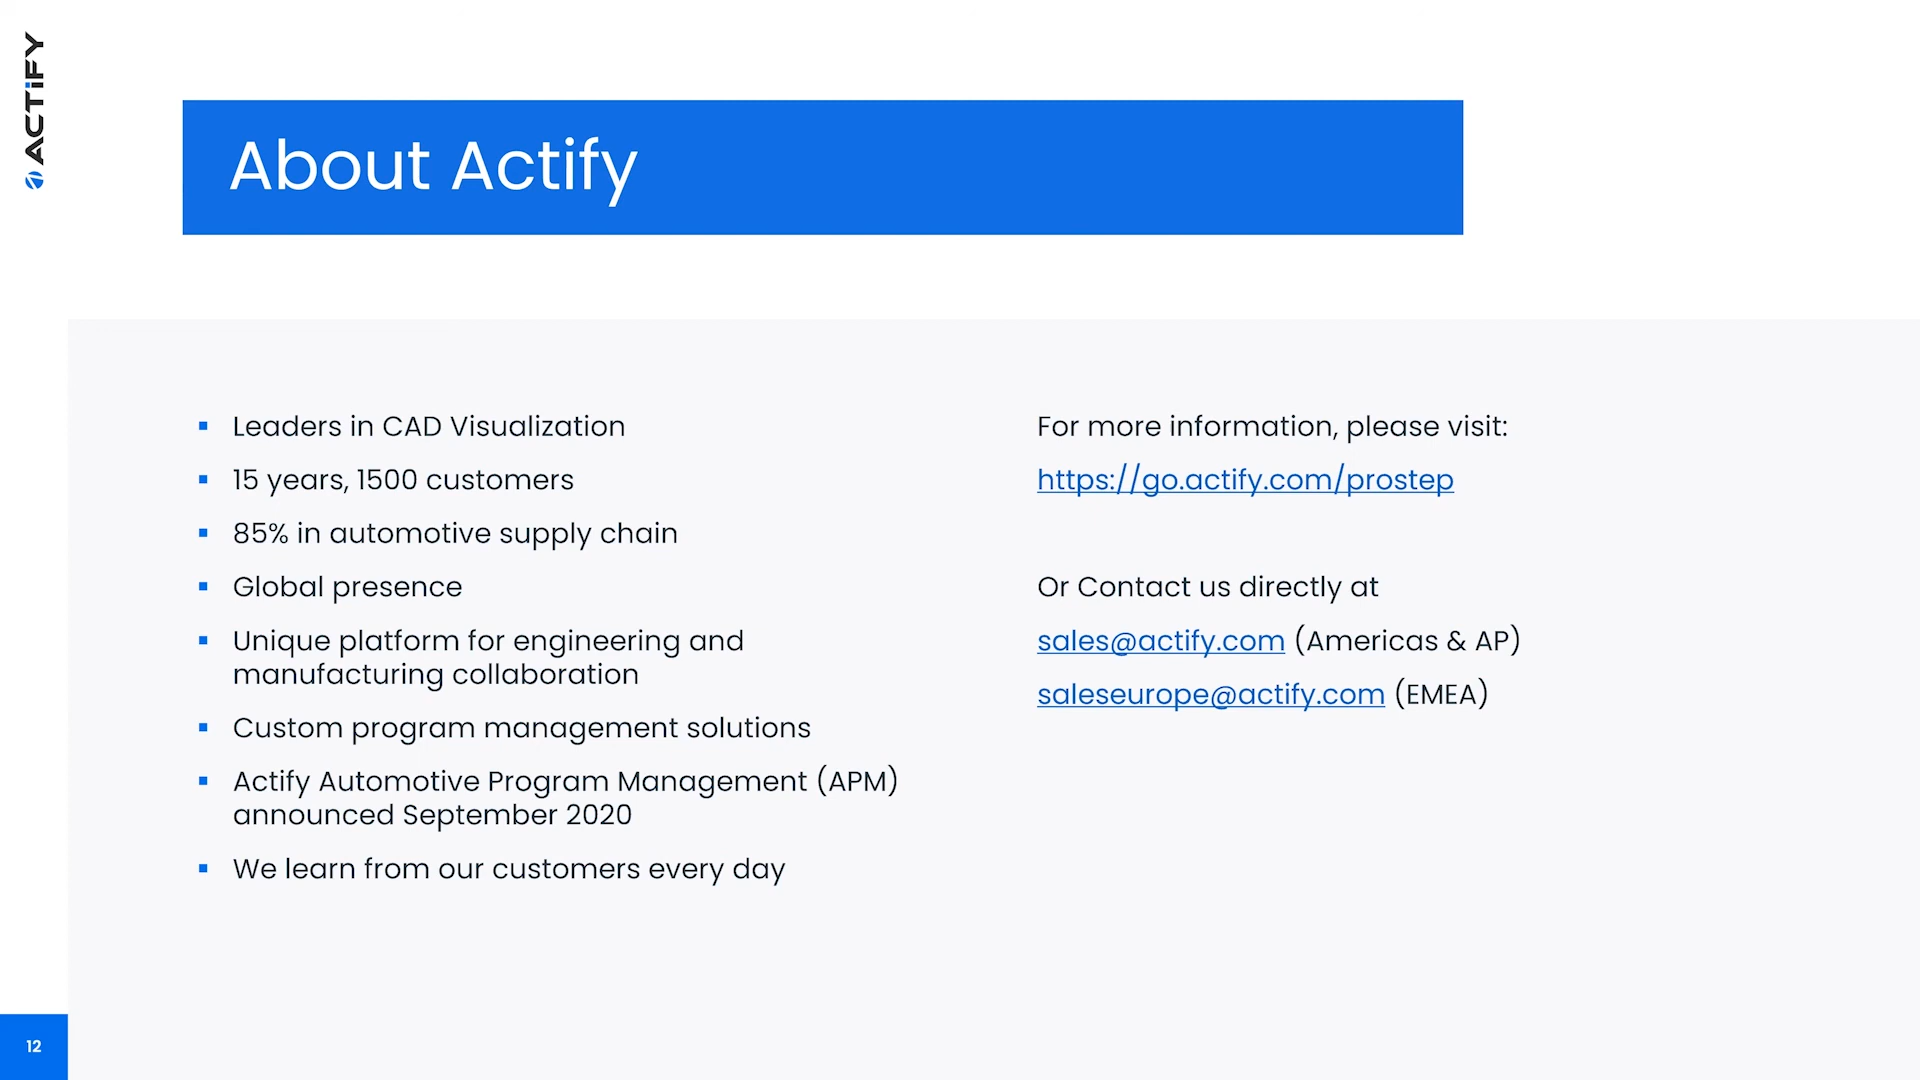 ACTiFY
About Actify
Leaders in CAD Visualization
15 years, 1500 customers
85% in automotive supply chain
Global presence
Unique platform for engineering and
manufacturing collaboration
Custom program management solutions
Actify Automotive Program Management (APM)
announced September 2020
We learn from our customers every day
For more information, please visit:
https://go.actify.com/prostep
Or Contact us directly at
sales@actify.com (Americas & AP)
saleseurope@actify.com (EMEA)
12